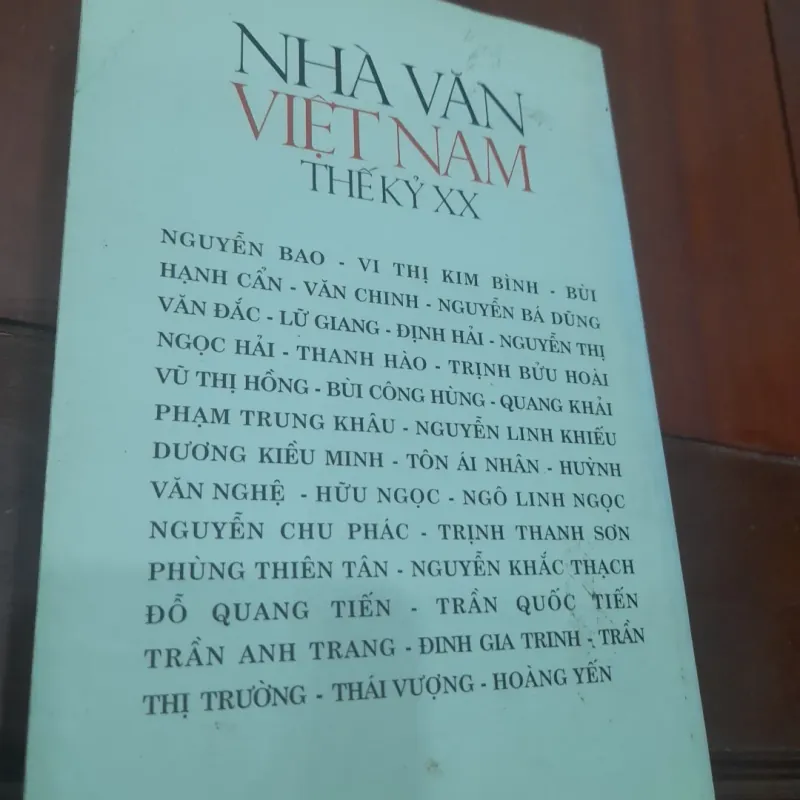 NHÀ VĂN
VIỆT NAM
THẾ KỶ XX
NGUYỄN BAO - VI THỊ KIM BÌNH - BÙI
HẠNH CẨN - VĂN CHINH - NGUYỄN BÁ DŨNG
VĂN ĐẮC - LỮ GIANG - ĐỊNH HẢI - NGUYỄN THỊ
NGỌC HẢI - THANH HÀO - TRỊNH BỬU HOÀI
VŨ THỊ HỒNG - BÙI CÔNG HÙNG - QUANG KHẢI
PHẠM TRUNG KHÂU - NGUYỄN LINH KHIẾU
DƯƠNG KIỀU MINH - TÔN ÁI NHÂN - HUỲNH
VĂN NGHỆ - HỮU NGỌC - NGÔ LINH NGỌC
NGUYỄN CHU PHÁC - TRỊNH THANH SƠN
PHÙNG THIÊN TÂN - NGUYỄN KHẮC THẠCH
ĐỖ QUANG TIẾN - TRẦN QUỐC TIẾN
TRẦN ANH TRANG - ĐINH GIA TRINH - TRẦN
THỊ TRƯỜNG - THÁI VƯỢNG - HOÀNG YẾN